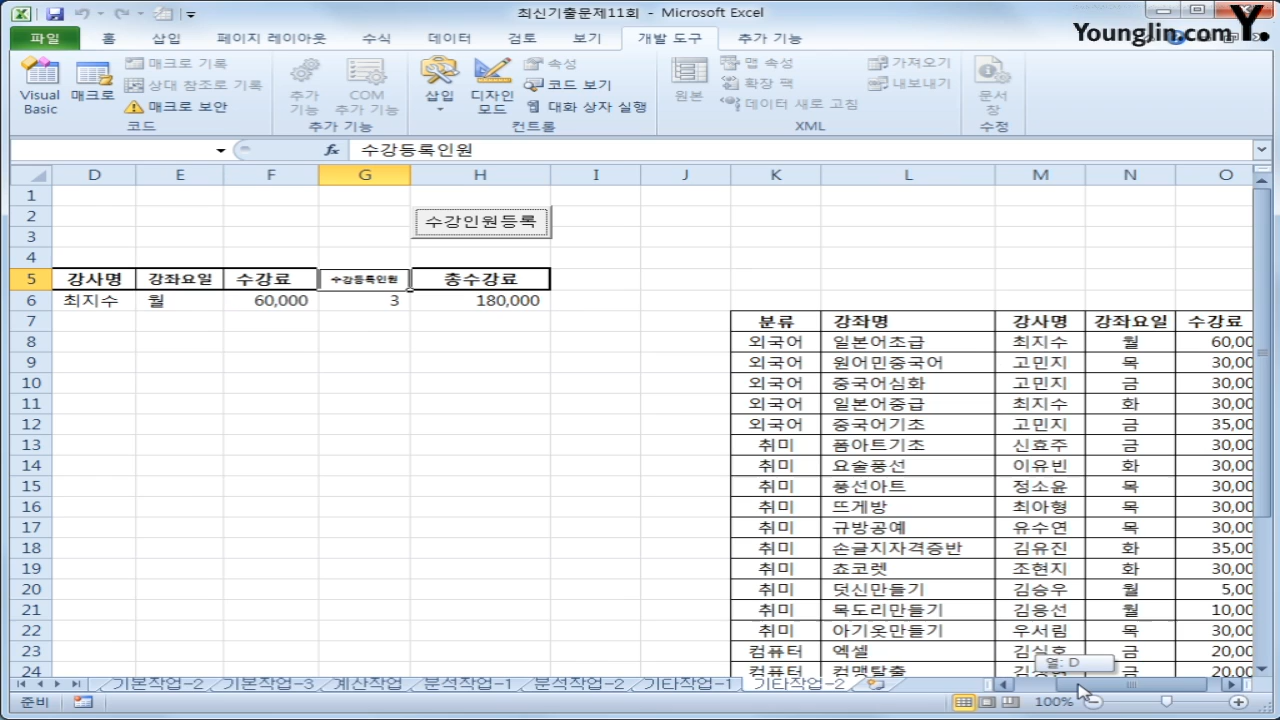 최신기출문제11회 - Microsoft Excel
YoungJin.com Y.
파일 홈 삽입 페이지 레이아웃 수식 데이터 검토 보기 개발 도구 추가 기능
Visual Basic 매크로 매크로 기록 상대 참조로 기록 매크로 보안 코드
추가 기능 COM 추가 기능 추가 기능
삽입 디자인 모드 속성 코드 보기 대화 상자 실행 컨트롤
원본 맵 속성 확장 팩 데이터 새로 고침 가져오기 내보내기 XML
문서 창 수정
fx 수강등록인원
D E F G H I J K L M N O
1
2 수강인원등록
3
4
5 강사명 강좌요일 수강료 수강등록인원 총수강료
6 최지수 월 60,000 3 180,000
7 분류 강좌명 강사명 강좌요일 수강료
8 외국어 일본어초급 최지수 월 60,00
9 외국어 원어민중국어 고민지 목 30,00
10 외국어 중국어심화 고민지 금 30,00
11 외국어 일본어중급 최지수 화 30,00
12 외국어 중국어기초 고민지 금 35,00
13 취미 폼아트기초 신효주 금 30,00
14 취미 요술풍선 이유빈 화 30,00
15 취미 풍선아트 정소윤 목 30,00
16 취미 뜨게방 최아형 목 30,00
17 취미 규방공예 유수연 목 30,00
18 취미 손글지자격증반 김유진 화 35,00
19 취미 쵸코렛 조현지 화 30,00
20 취미 덧신만들기 김승우 월 5,00
21 취미 목도리만들기 김응선 월 10,00
22 취미 아기옷만들기 우서림 목 30,00
23 컴퓨터 엑셀 금 20,00
24 컴퓨터 컴맹탈출 금 20,00
열: D
기본작업-2 기본작업-3 계산작업 분석작업-1 분석작업-2 기타작업-1 기타작업-2
준비 100%